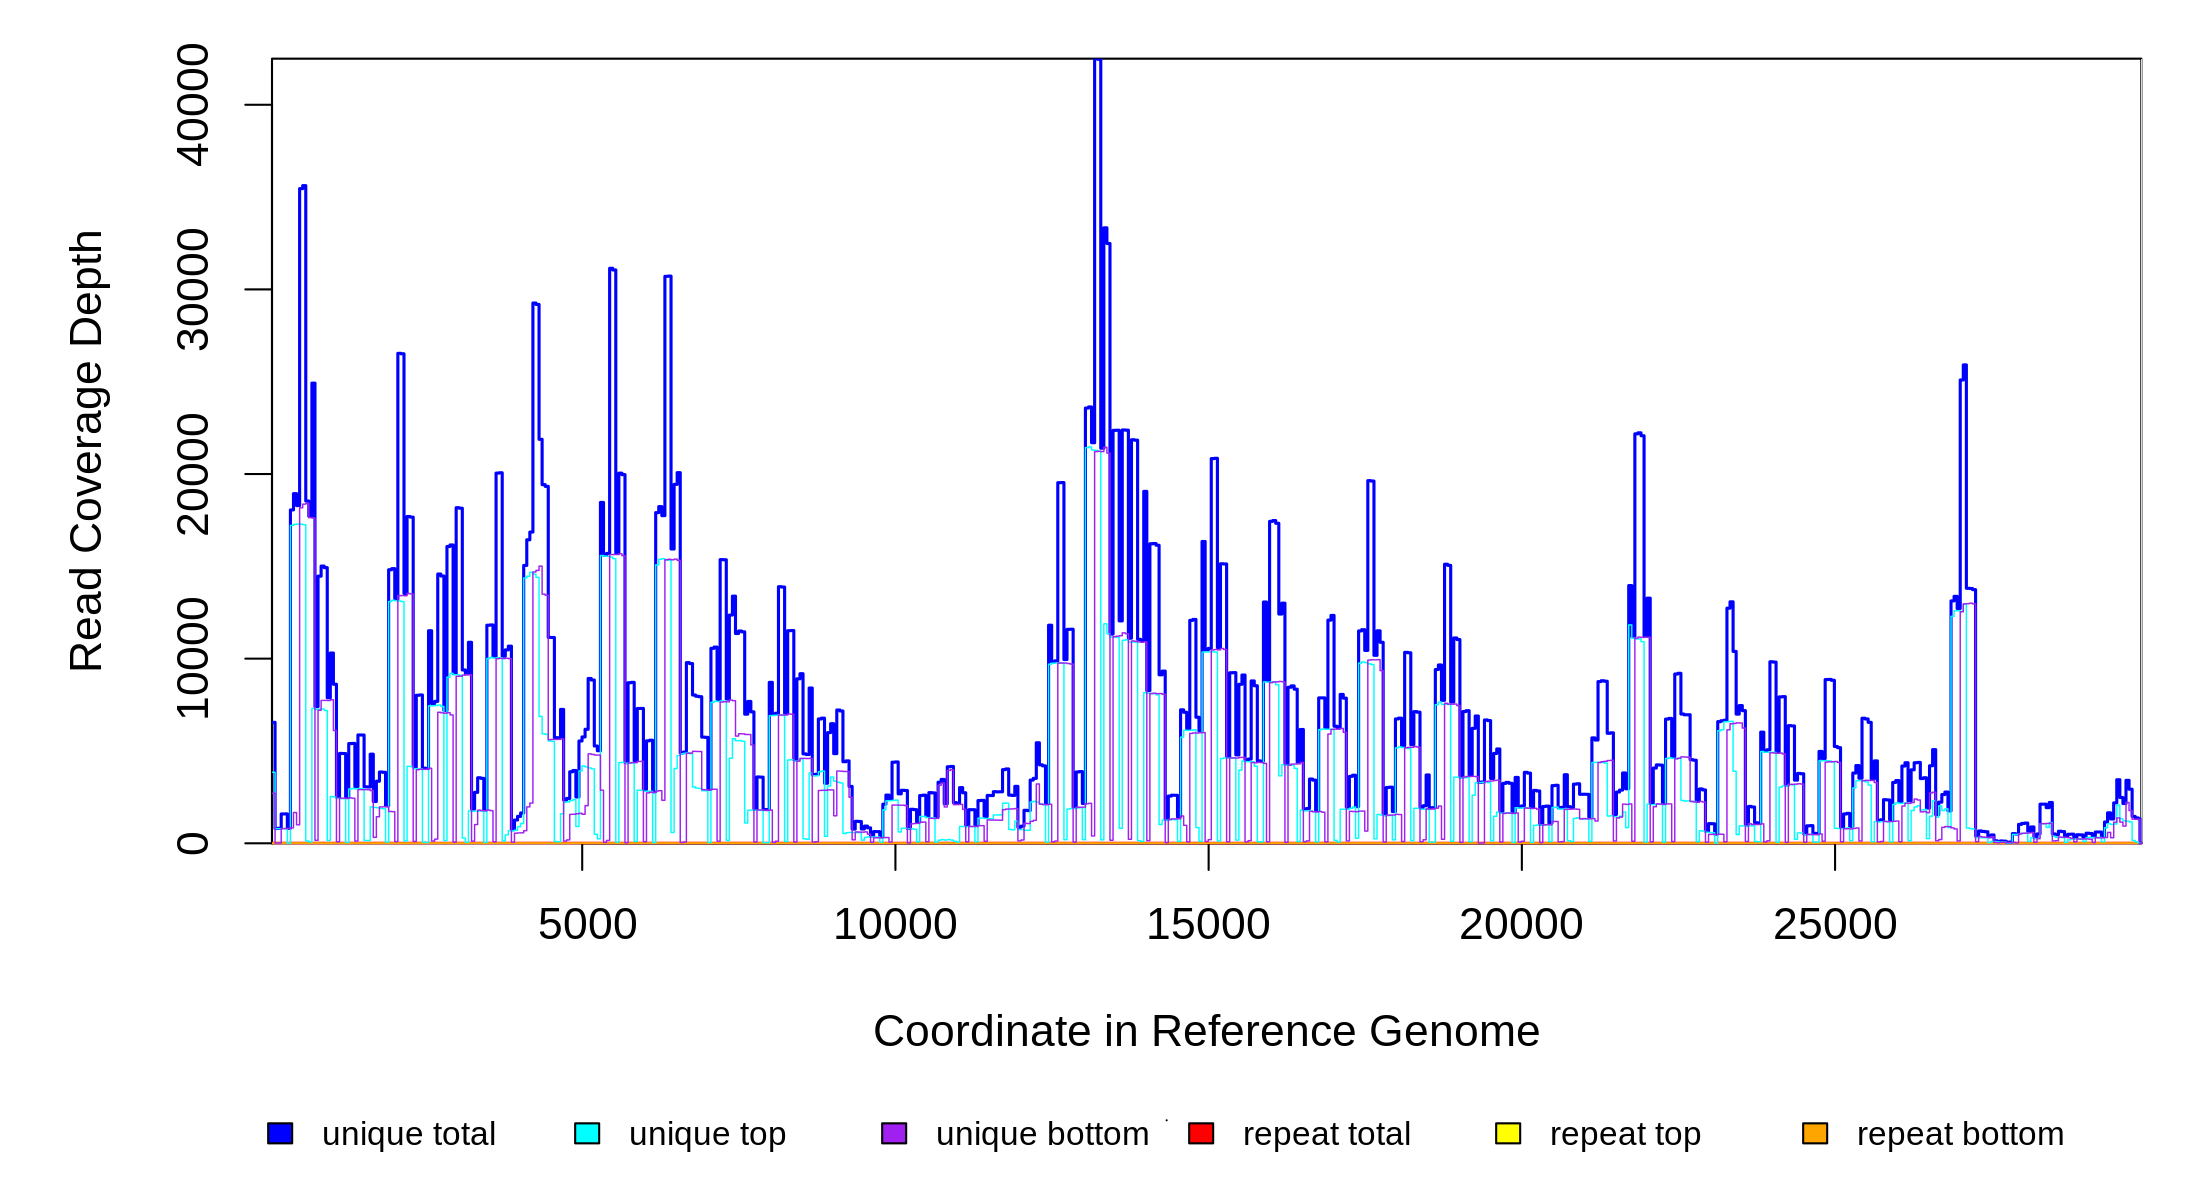 40000
30000
20000
10000
0
Read Coverage Depth
5000 10000 15000 20000 25000
Coordinate in Reference Genome
unique total unique top unique bottom repeat total repeat top repeat bottom